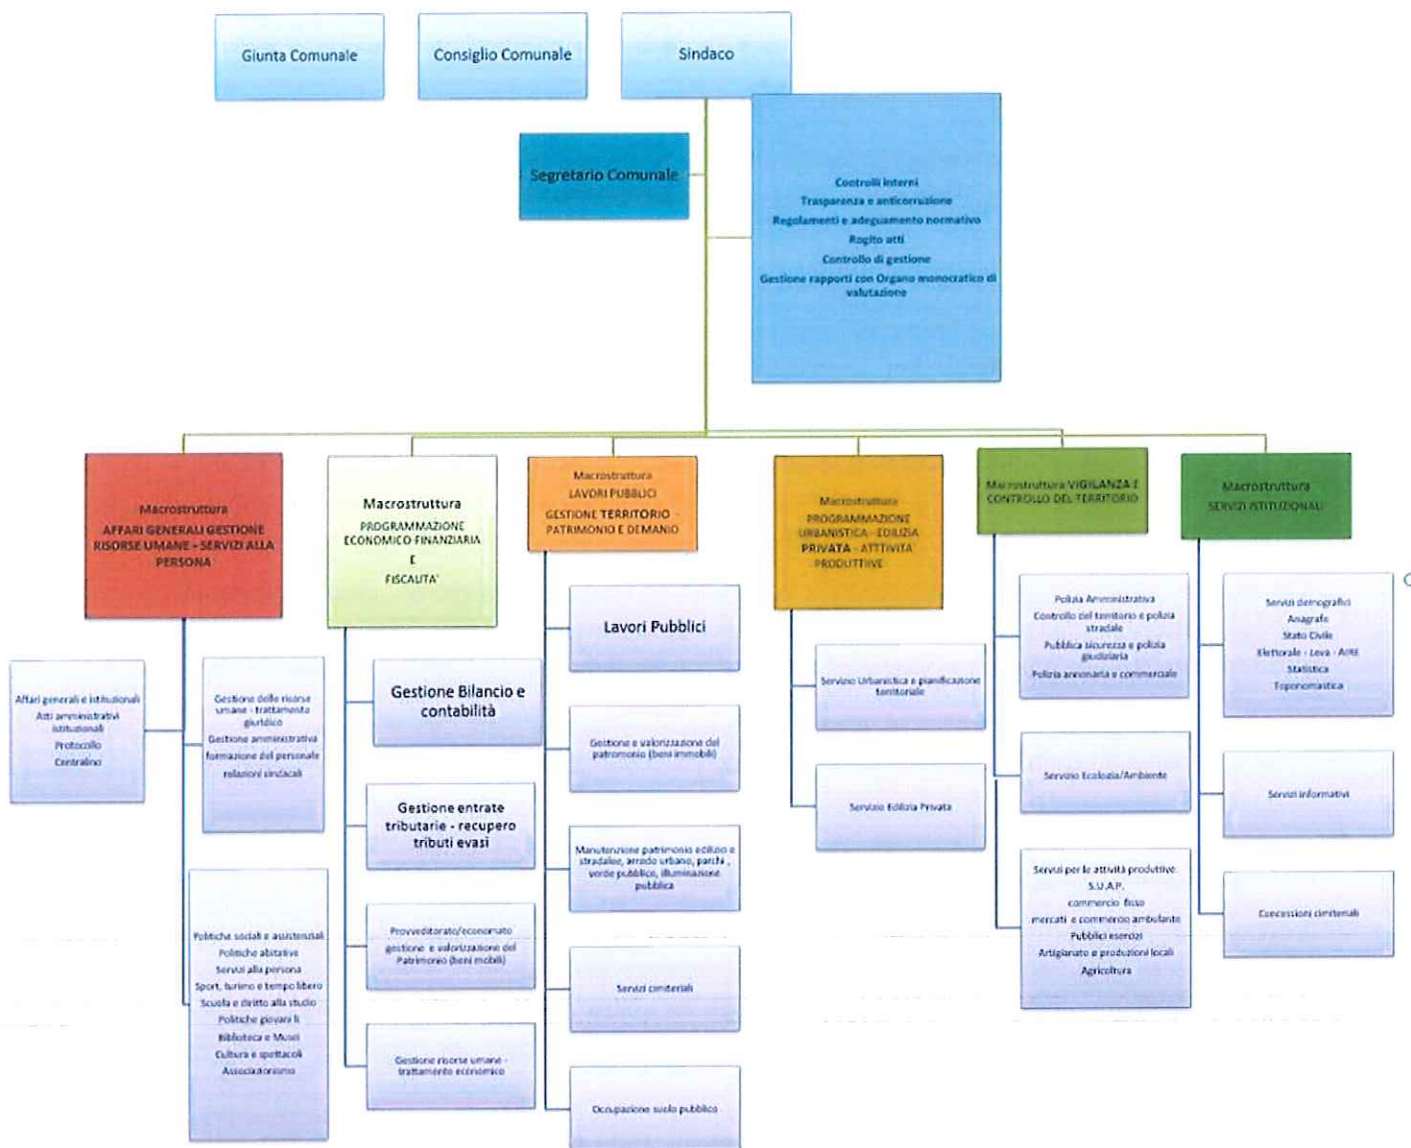 Giunta Comunale
Consiglio Comunale
Sindaco
Segretario Comunale
Controlli interni
Trasparenza e anticorruzione
Regolamenti e adeguamento normativo
Rogito atti
Controllo di gestione
Gestione rapporti con Organo monocratico di
valutazione
Macrostruttura
AFFARI GENERALI GESTIONE
RISORSE UMANE - SERVIZI ALLA
PERSONA
Affari generali e istituzionali
Atti amministrativi
istituzionali
Protocollo
Centralino
Gestione delle risorse
umane - trattamento
giuridico
Gestione amministrativa
formazione del personale
relazioni sindacali
Politiche sociali e assistenziali
Politiche abitative
Servizi alla persona
Sport, turismo e tempo libero
Scuola e diritto alla studio
Politiche giovani li
Biblioteca e Musei
Cultura e spettacoli
Associazionismo
Macrostruttura
PROGRAMMAZIONE
ECONOMICO-FINANZIARIA
E
FISCALITA'
Gestione Bilancio e
contabilità
Gestione entrate
tributarie - recupero
tributi evasi
Provveditorato/economato
gestione e valorizzazione del
Patrimonio (beni mobili)
Gestione risorse umane -
trattamento economico
Macrostruttura
LAVORI PUBBLICI
GESTIONE TERRITORIO -
PATRIMONIO E DEMANIO
Lavori Pubblici
Gestione e valorizzazione del
patromonio (beni immobili)
Manutenzione patrimonio edilizio e
stradalee, arredo urbano, parchi ,
verde pubblico, illuminazione
pubblica
Servizi cimiteriali
Occupazione suolo pubblico
Macrostruttura
PROGRAMMAZIONE
URBANISTICA - EDILIZIA
PRIVATA - ATTTIVITA'
PRODUTTIIVE
Servizio Urbanistica e pianificazione
territoriale
Servizio Edilizia Privata
Macrostruttura VIGILANZA E
CONTROLLO DEL TERRITORIO
Polizia Amministrativa
Controllo del territorio e polizia
stradale
Pubblica sicurezza e polizia
giudiziaria
Polizia annonaria e commerciale
Servizio Ecologia/Ambiente
Servizi per le attività produttive
S.U.A.P.
commercio fisso
mercati e commercio ambulante
Pubblici esercizi
Artigianato e produzioni locali
Agricoltura
Macrostruttura
SERVIZI ISTITUZIONALI
Servizi demografici
Anagrafe
Stato Civile
Elettorale - Leva - AIRE
Statistica
Toponomastica
Servizi informativi
Concessioni cimiteriali